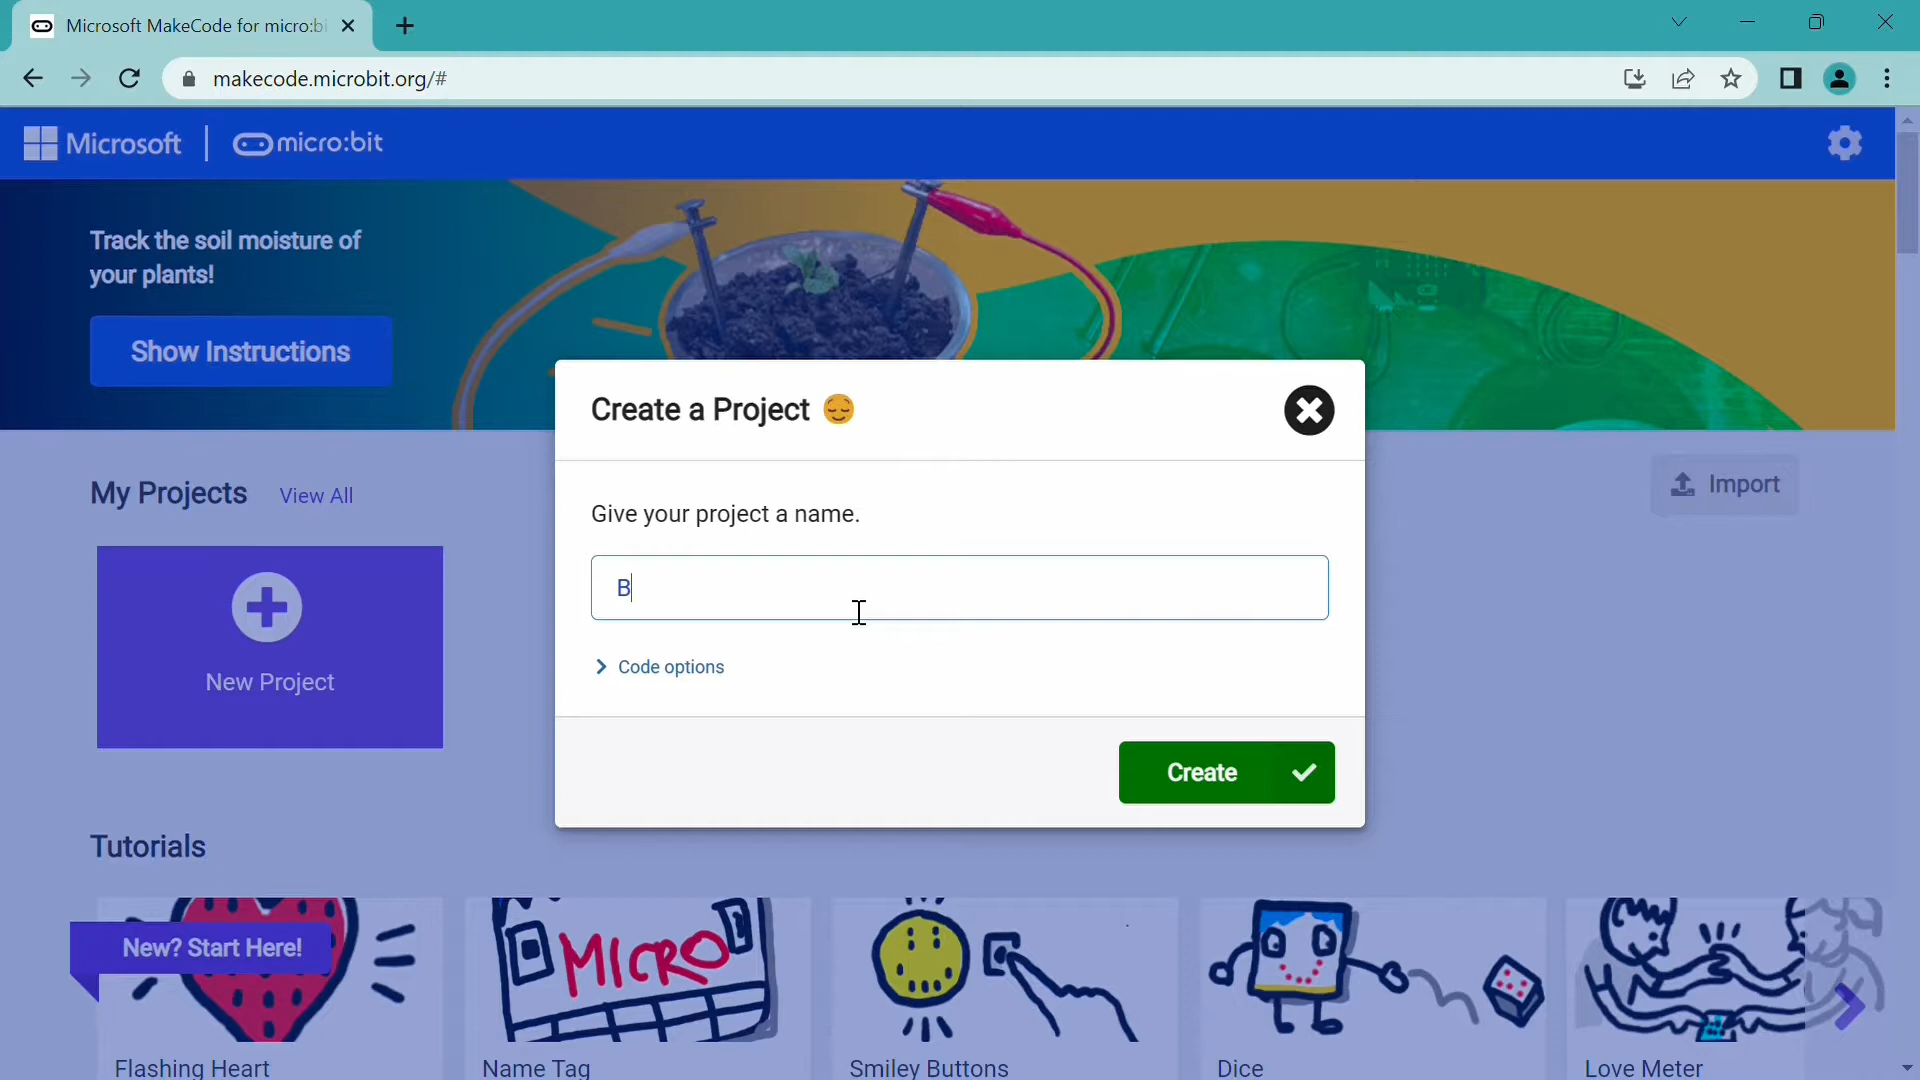 Microsoft MakeCode for micro:bi
makecode.microbit.org/#
Microsoft | micro:bit
Track the soil moisture of
your plants!
Show Instructions
Create a Project 😌
My Projects View All
Import
Give your project a name.
B
New Project
Code options
Create
Tutorials
New? Start Here!
MICRO
Flashing Heart
Name Tag
Smiley Buttons
Dice
Love Meter